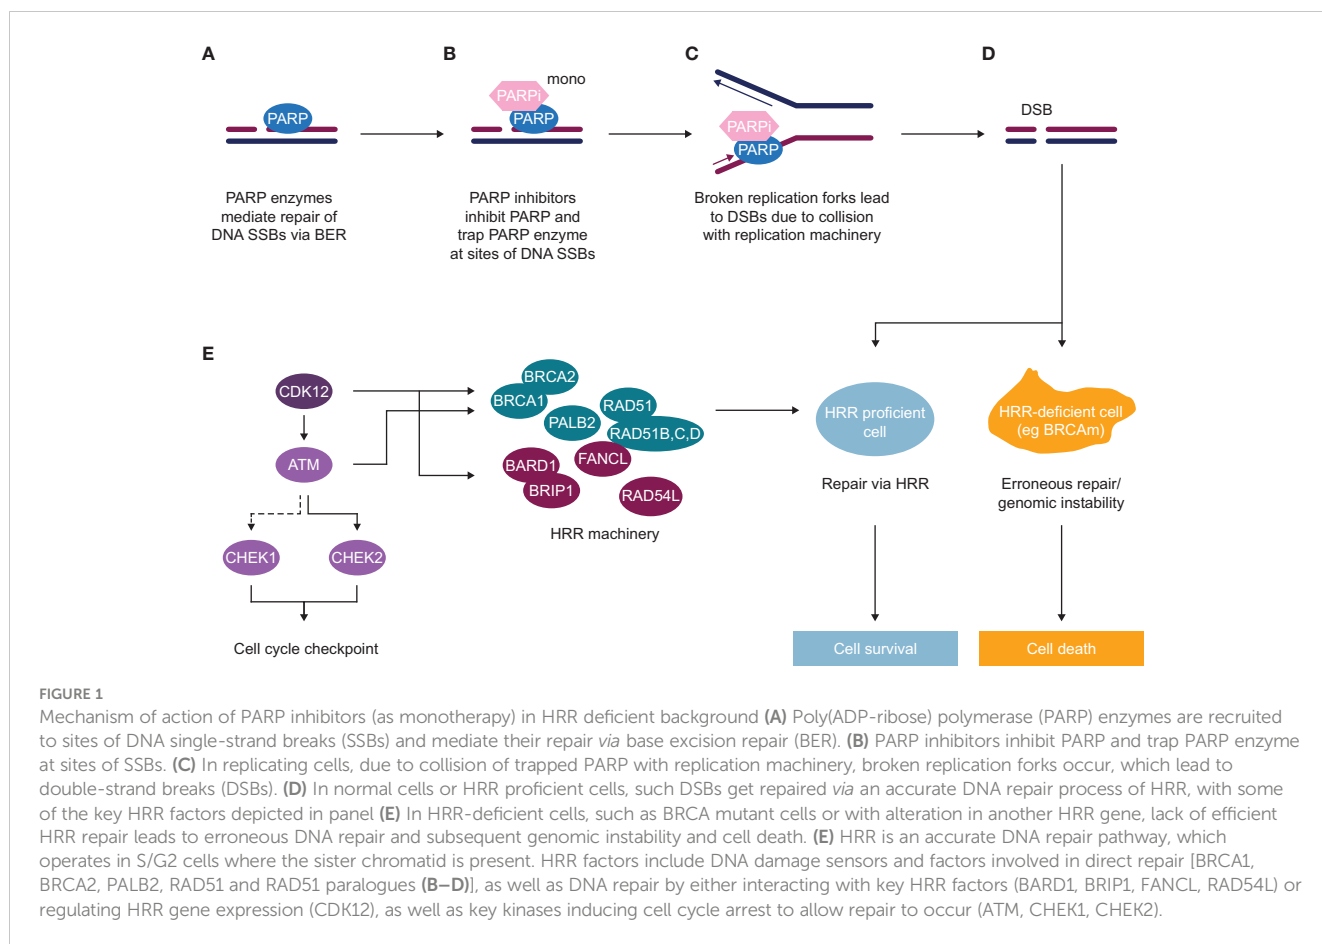 A
B
C
D
PARP
PARPi
mono
PARP
PARPi
PARP
DSB
PARP enzymes
mediate repair of
DNA SSBs via BER
PARP inhibitors
inhibit PARP and
trap PARP enzyme
at sites of DNA SSBs
Broken replication forks lead
to DSBs due to collision
with replication machinery
E
CDK12
ATM
CHEK1
CHEK2
Cell cycle checkpoint
BRCA2
BRCA1
PALB2
RAD51
RAD51B,C,D
FANCL
BARD1
BRIP1
RAD54L
HRR machinery
HRR proficient
cell
Repair via HRR
Cell survival
HRR-deficient cell
(eg BRCAm)
Erroneous repair/
genomic instability
Cell death
FIGURE 1
Mechanism of action of PARP inhibitors (as monotherapy) in HRR deficient background (A) Poly(ADP-ribose) polymerase (PARP) enzymes are recruited
to sites of DNA single-strand breaks (SSBs) and mediate their repair via base excision repair (BER). (B) PARP inhibitors inhibit PARP and trap PARP enzyme
at sites of SSBs. (C) In replicating cells, due to collision of trapped PARP with replication machinery, broken replication forks occur, which lead to
double-strand breaks (DSBs). (D) In normal cells or HRR proficient cells, such DSBs get repaired via an accurate DNA repair process of HRR, with some
of the key HRR factors depicted in panel (E) In HRR-deficient cells, such as BRCA mutant cells or with alteration in another HRR gene, lack of efficient
HRR repair leads to erroneous DNA repair and subsequent genomic instability and cell death. (E) HRR is an accurate DNA repair pathway, which
operates in S/G2 cells where the sister chromatid is present. HRR factors include DNA damage sensors and factors involved in direct repair [BRCA1,
BRCA2, PALB2, RAD51 and RAD51 paralogues (B–D)], as well as DNA repair by either interacting with key HRR factors (BARD1, BRIP1, FANCL, RAD54L) or
regulating HRR gene expression (CDK12), as well as key kinases inducing cell cycle arrest to allow repair to occur (ATM, CHEK1, CHEK2).